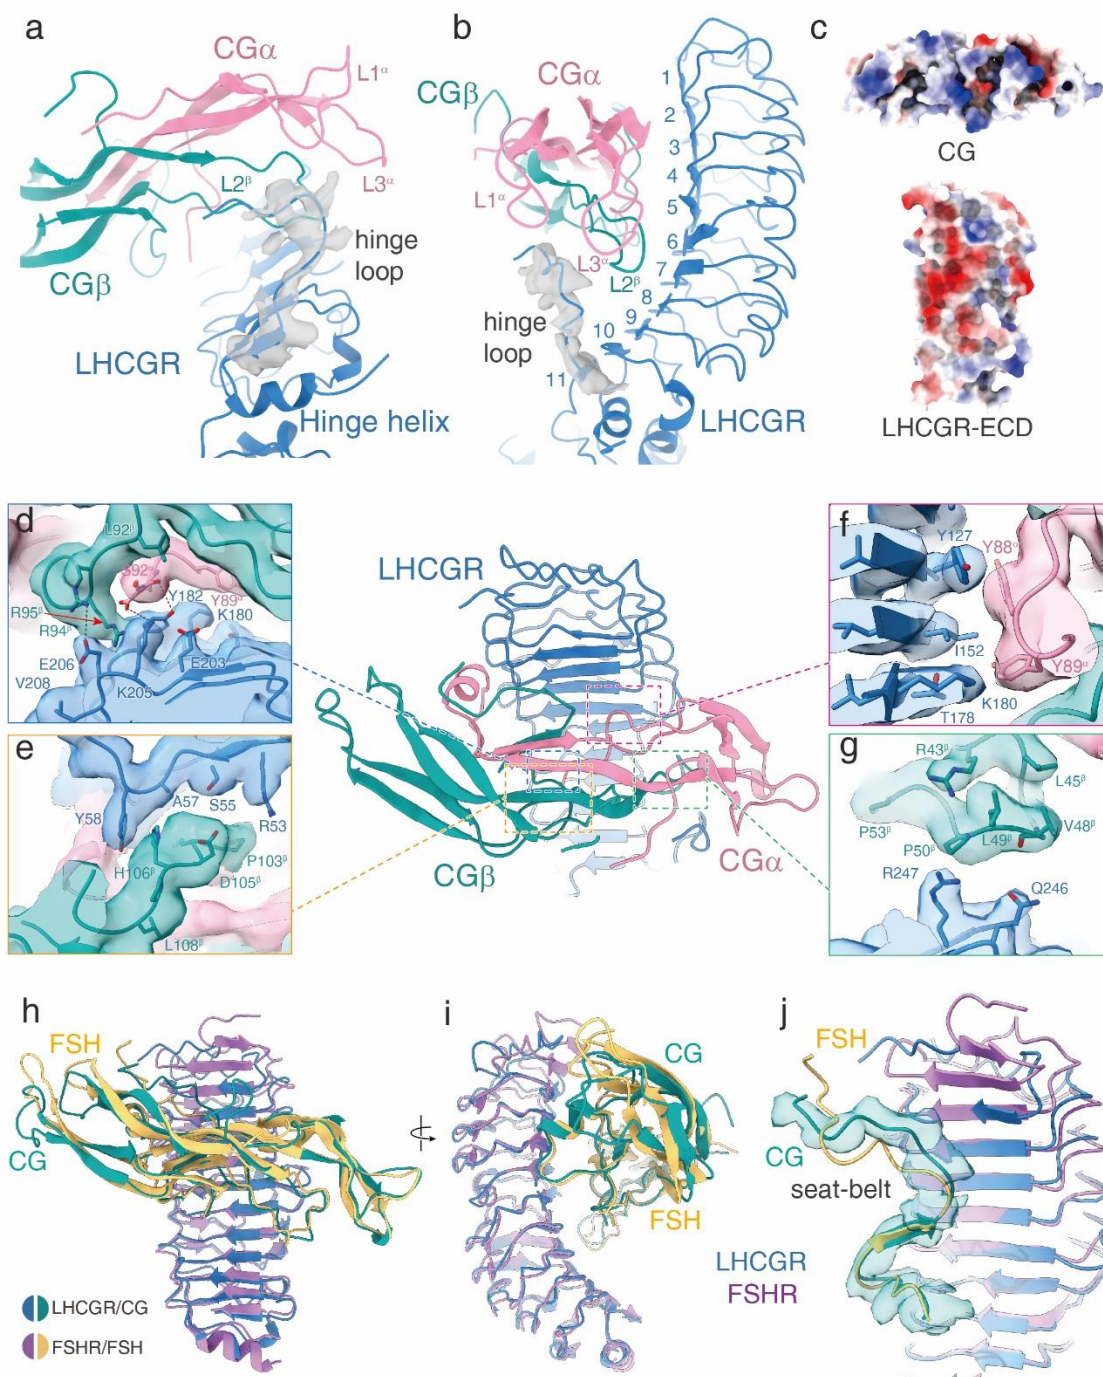 a
CGα
L1α
L2β
L3α
hinge
loop
CGβ
LHCGR
Hinge helix
b
CGα
CGβ
1
2
3
4
5
6
7
8
9
10
11
L1α
L3α
L2β
hinge
loop
LHCGR
c
CG
LHCGR-ECD
d
L92β
S92α
Y182
Y89α
K180
R95β
R94β
E206
E203
V208
K205
e
A57
S55
Y58
R53
P103β
H106β
D105β
L108β
LHCGR
CGβ
CGα
f
Y127
Y88α
I152
Y89α
K180
T178
g
R43β
L45β
P53β
V48β
P50β
L49β
R247
Q246
h
FSH
CG
LHCGR/CG
FSHR/FSH
i
CG
FSH
LHCGR
FSHR
j
FSH
CG
seat-belt